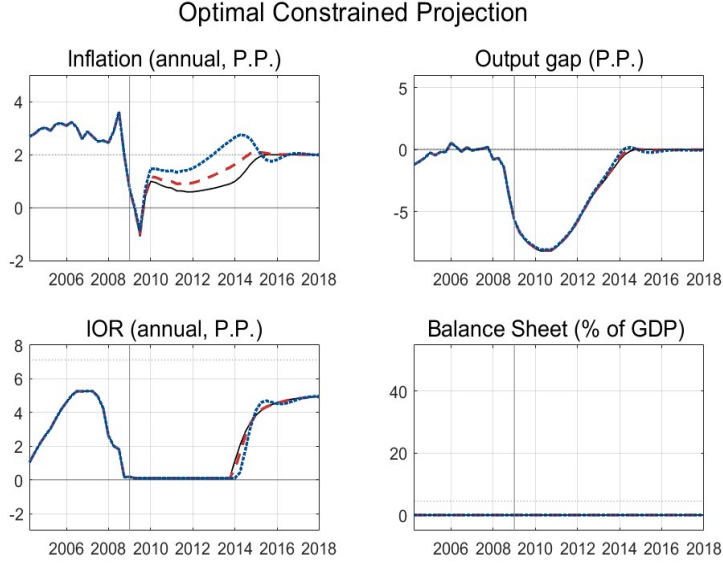 Optimal Constrained Projection
Inflation (annual, P.P.)
4
2
0
-2
2006 2008 2010 2012 2014 2016 2018
Output gap (P.P.)
5
0
-5
2006 2008 2010 2012 2014 2016 2018
IOR (annual, P.P.)
8
6
4
2
0
-2
2006 2008 2010 2012 2014 2016 2018
Balance Sheet (% of GDP)
40
20
0
2006 2008 2010 2012 2014 2016 2018